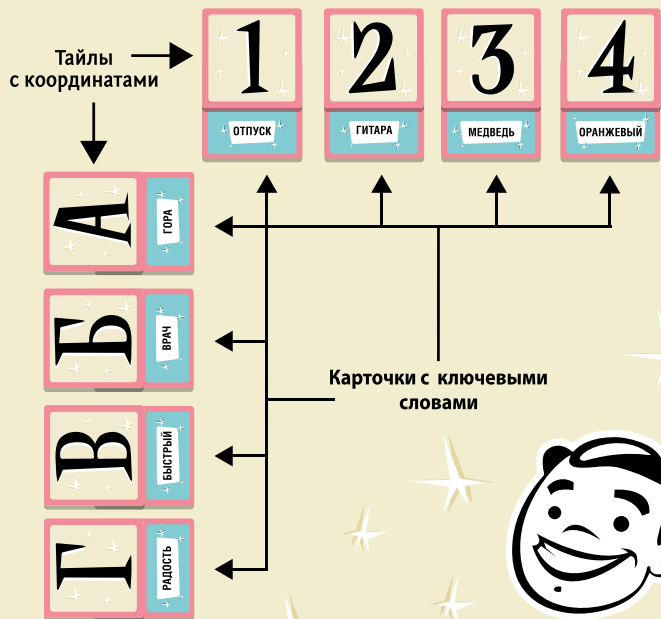 Тайлы
с координатами
1
2
3
4
ОТПУСК
ГИТАРА
МЕДВЕДЬ
ОРАНЖЕВЫЙ
А
ГОРА
Б
ВРАЧ
Карточки с ключевыми
словами
В
БЫСТРЫЙ
Г
РАДОСТЬ